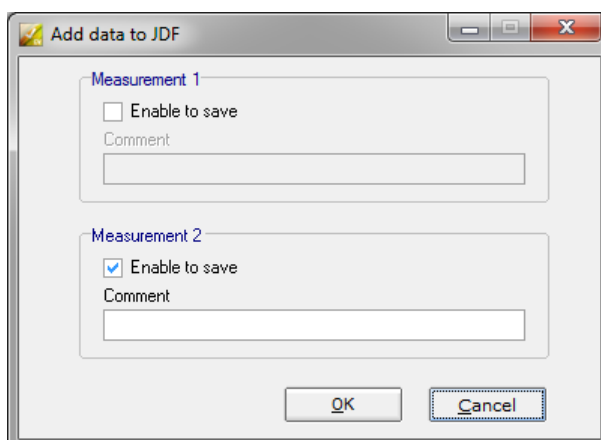 Add data to JDF
Measurement 1
Enable to save
Comment
Measurement 2
Enable to save
Comment
OK
Cancel